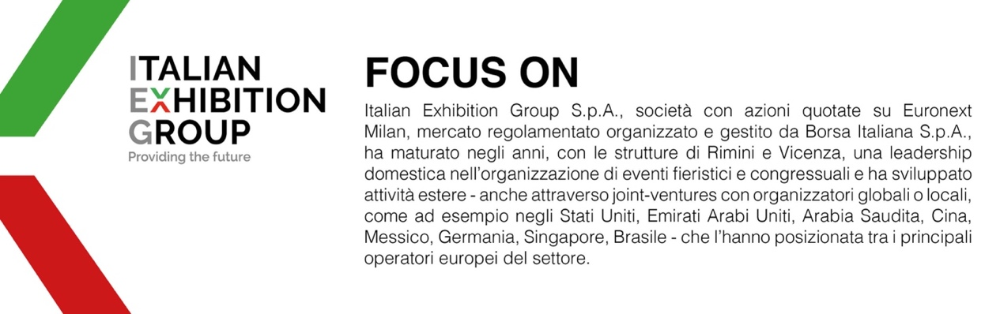 ITALIAN
EXHIBITION
GROUP
Providing the future
FOCUS ON
Italian Exhibition Group S.p.A., società con azioni quotate su Euronext
Milan, mercato regolamentato organizzato e gestito da Borsa Italiana S.p.A.,
ha maturato negli anni, con le strutture di Rimini e Vicenza, una leadership
domestica nell'organizzazione di eventi fieristici e congressuali e ha sviluppato
attività estere - anche attraverso joint-ventures con organizzatori globali o locali,
come ad esempio negli Stati Uniti, Emirati Arabi Uniti, Arabia Saudita, Cina,
Messico, Germania, Singapore, Brasile - che l'hanno posizionata tra i principali
operatori europei del settore.